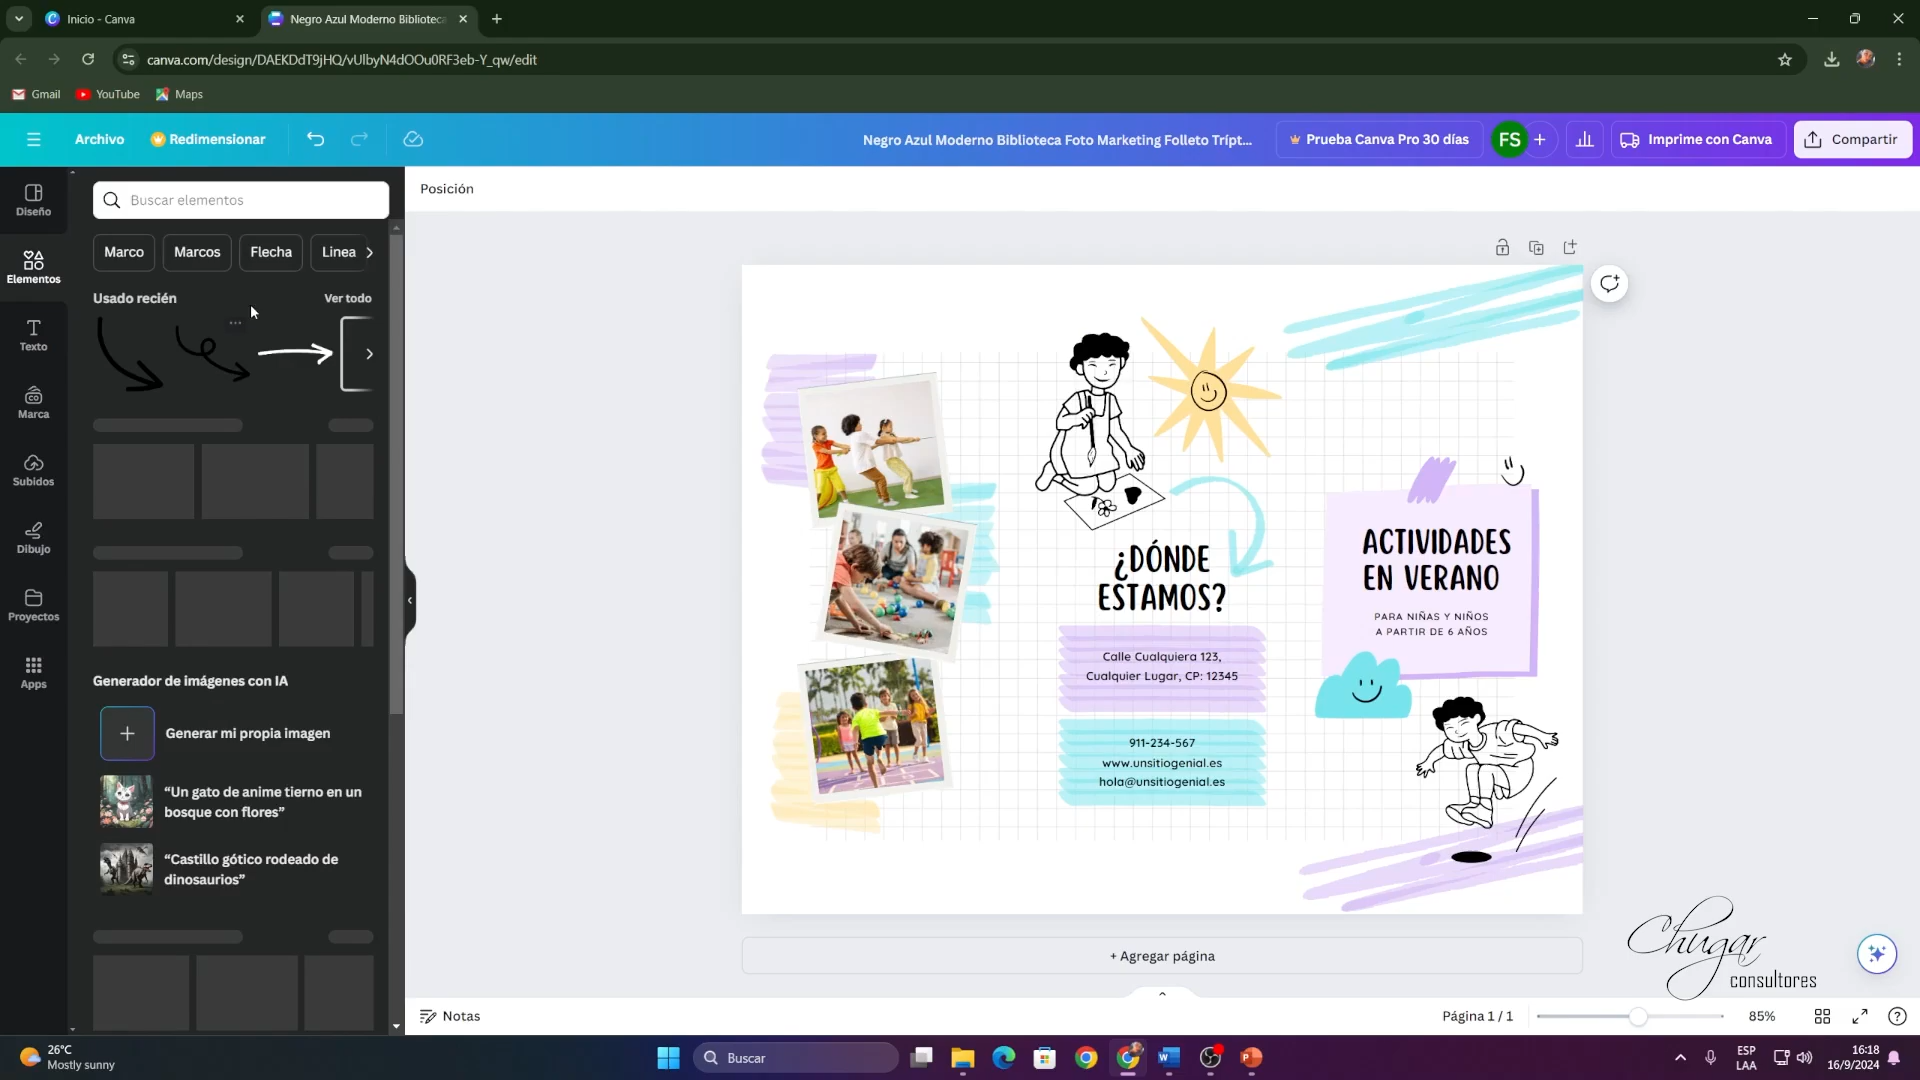 Inicio - Canva
Negro Azul Moderno Biblioteca
canva.com/design/DAEKDdT9jHQ/vUlbyN4dOOu0RF3eb-Y_qw/edit
Gmail
YouTube
Maps
Archivo
Redimensionar
Negro Azul Moderno Biblioteca Foto Marketing Folleto Trípt...
Prueba Canva Pro 30 días
FS
Imprime con Canva
Compartir
Diseño
Elementos
Texto
Marca
Subidos
Dibujo
Proyectos
Apps
Buscar elementos
Marco
Marcos
Flecha
Linea
Usado recién
Ver todo
Generador de imágenes con IA
Generar mi propia imagen
“Un gato de anime tierno en un
bosque con flores”
“Castillo gótico rodeado de
dinosaurios”
Posición
¿DÓNDE
ESTAMOS?
Calle Cualquiera 123,
Cualquier Lugar, CP: 12345
911-234-567
www.unsitiogenial.es
hola@unsitiogenial.es
ACTIVIDADES
EN VERANO
PARA NIÑAS Y NIÑOS
A PARTIR DE 6 AÑOS
+ Agregar página
Chugar
consultores
Notas
Página 1 / 1
85%
26°C
Mostly sunny
Buscar
ESP
LAA
16:18
16/9/2024